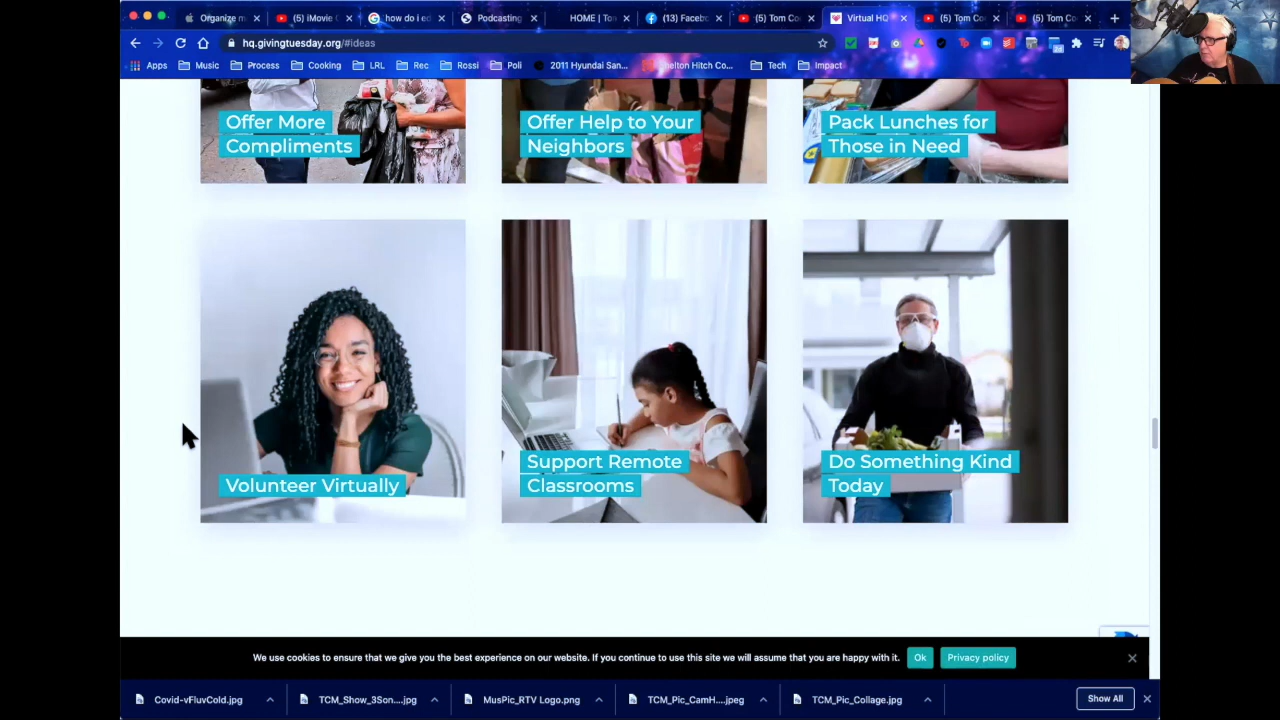 Organize m
(5) iMovie (
how do i ed
Podcasting
HOME | Ton
(13) Facebo
(5) Tom Co
Virtual HQ
(5) Tom Co
(5) Tom Co
hq.givingtuesday.org/#ideas
Apps
Music
Process
Cooking
LRL
Rec
Rossi
Poli
2011 Hyundai San...
Shelton Hitch Co...
Tech
Impact
Offer More
Compliments
Offer Help to Your
Neighbors
Pack Lunches for
Those in Need
Volunteer Virtually
Support Remote
Classrooms
Do Something Kind
Today
We use cookies to ensure that we give you the best experience on our website. If you continue to use this site we will assume that you are happy with it.
Ok
Privacy policy
Covid-vFluvCold.jpg
TCM_Show_3Son....jpg
MusPic_RTV Logo.png
TCM_Pic_CamH....jpeg
TCM_Pic_Collage.jpg
Show All